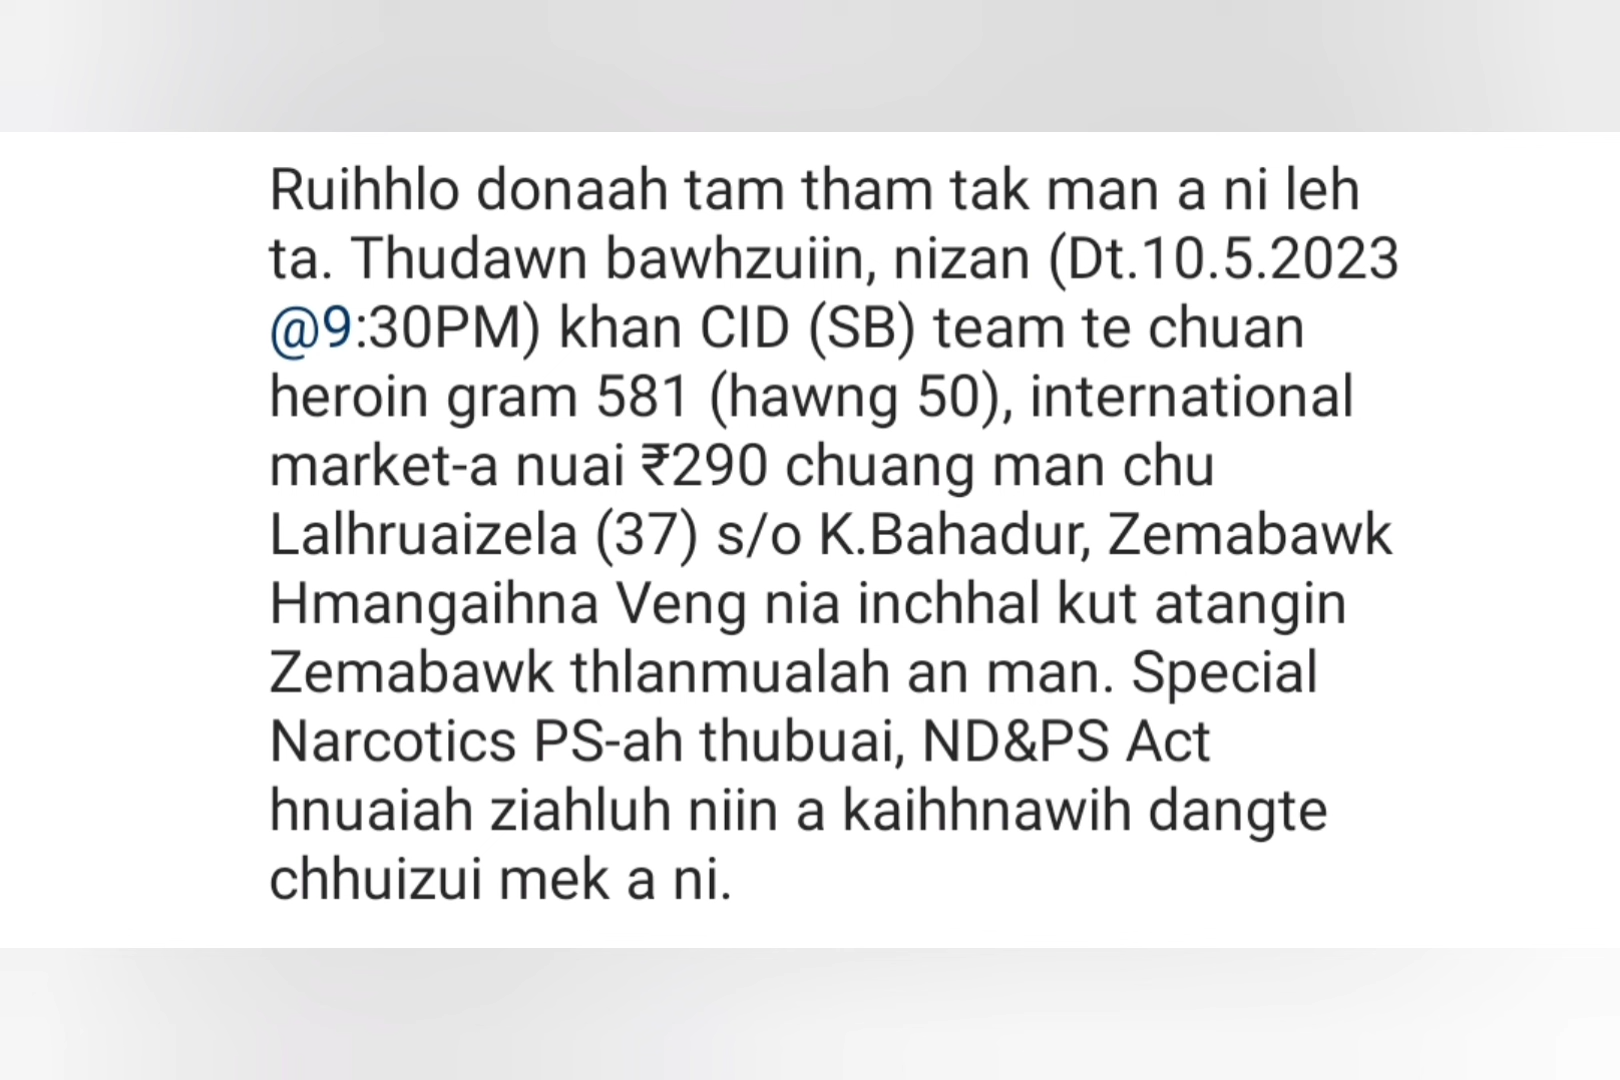 Ruihhlo donaah tam tham tak man a ni leh
ta. Thudawn bawhzuiin, nizan (Dt.10.5.2023
@9:30PM) khan CID (SB) team te chuan
heroin gram 581 (hawng 50), international
market-a nuai ₹290 chuang man chu
Lalhruaizela (37) s/o K.Bahadur, Zemabawk
Hmangaihna Veng nia inchhal kut atangin
Zemabawk thlanmualah an man. Special
Narcotics PS-ah thubuai, ND&PS Act
hnuaiah ziahluh niin a kaihhnawih dangte
chhuizui mek a ni.